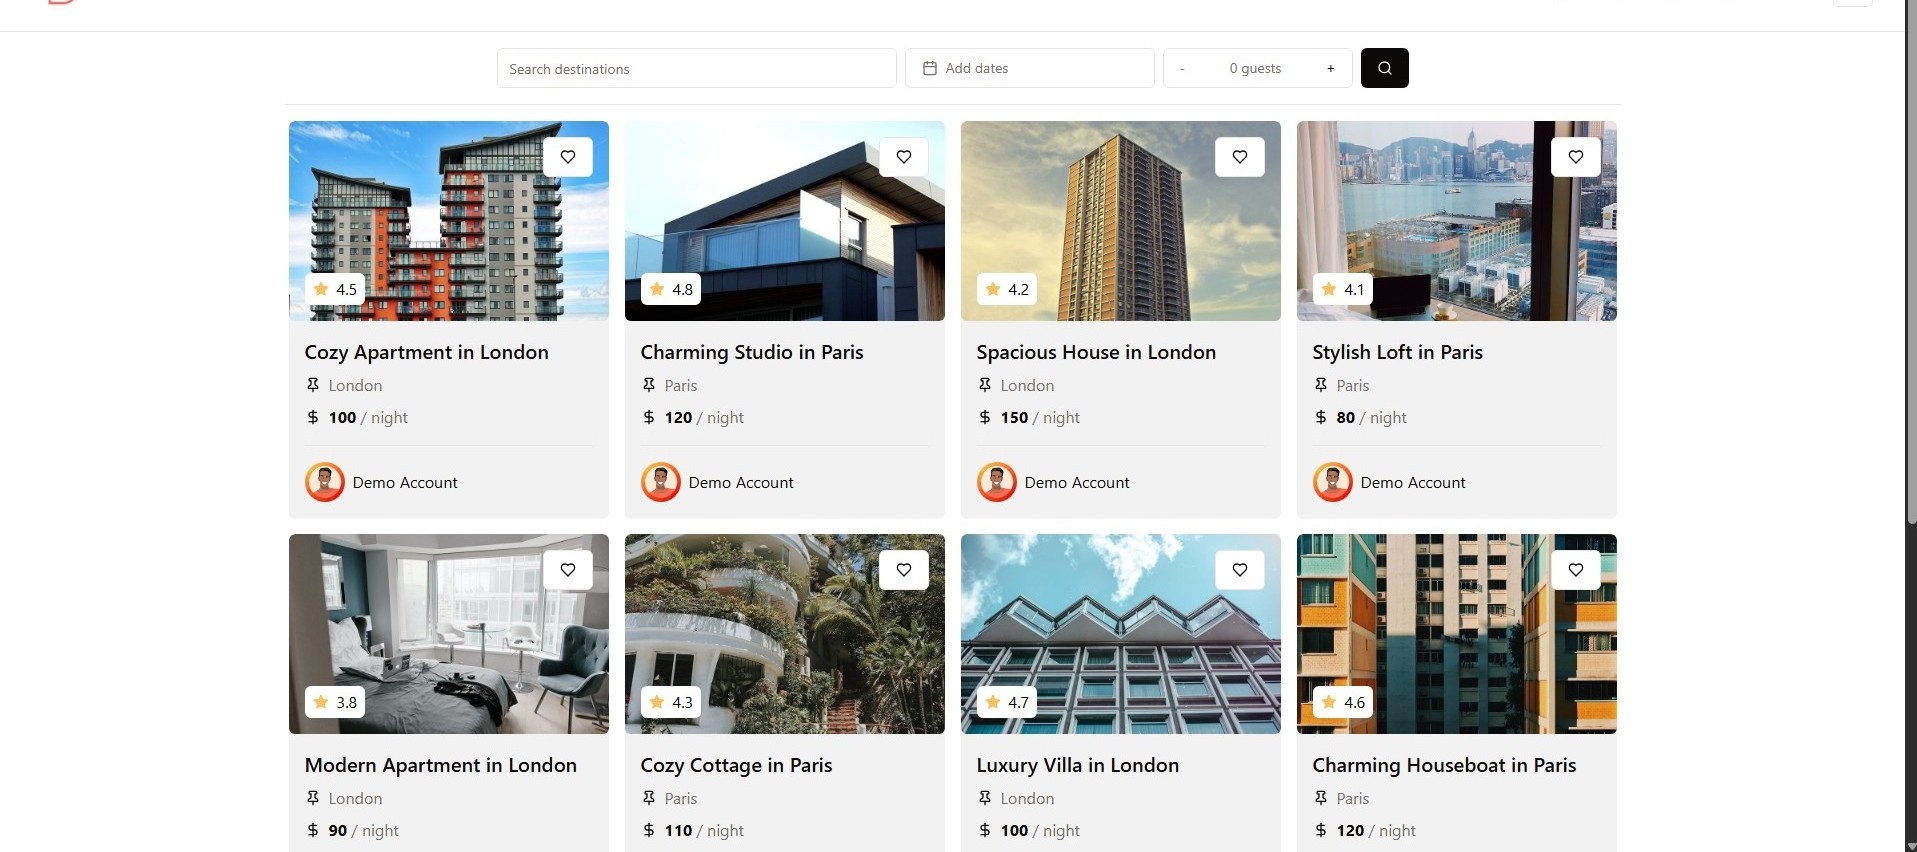 Search destinations
Add dates
- 0 guests +
4.5
4.8
4.2
4.1
Cozy Apartment in London
Charming Studio in Paris
Spacious House in London
Stylish Loft in Paris
London
Paris
London
Paris
$ 100 / night
$ 120 / night
$ 150 / night
$ 80 / night
Demo Account
Demo Account
Demo Account
Demo Account
3.8
4.3
4.7
4.6
Modern Apartment in London
Cozy Cottage in Paris
Luxury Villa in London
Charming Houseboat in Paris
London
Paris
London
Paris
$ 90 / night
$ 110 / night
$ 100 / night
$ 120 / night